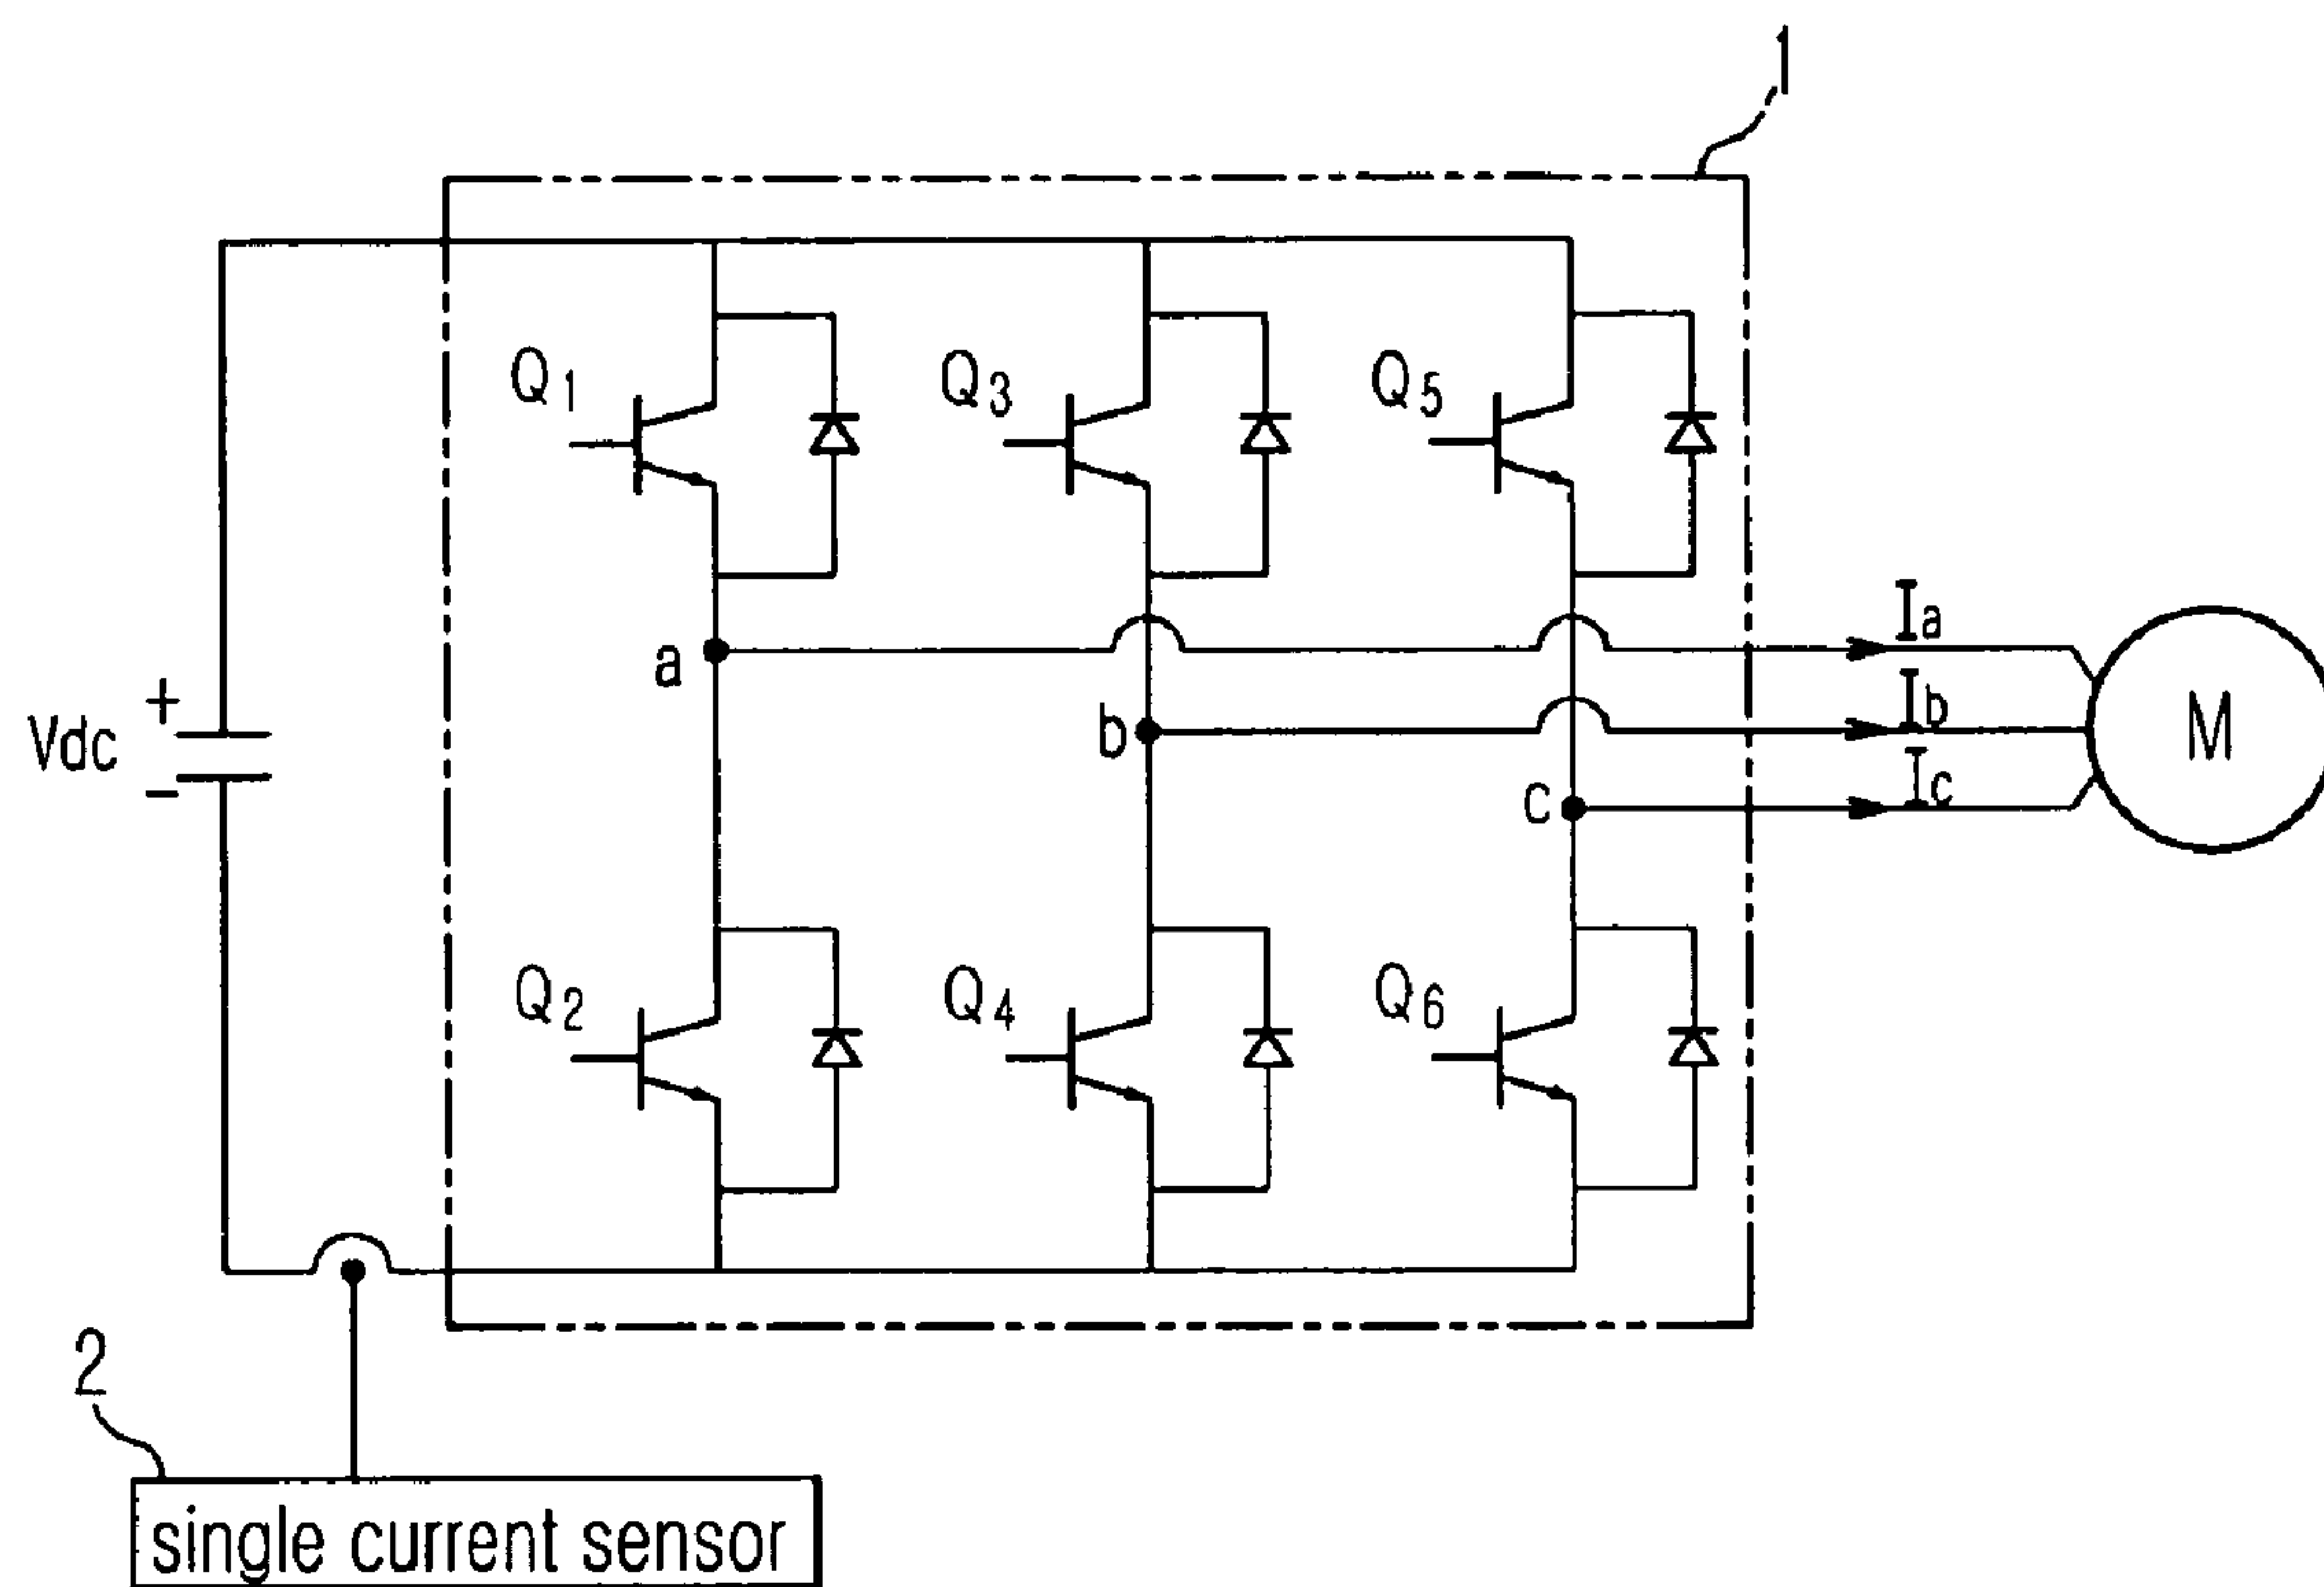 1
Q1
Q3
Q5
Ia
a
+
Vdc
−
Ib
b
M
Ic
c
Q2
Q4
Q6
2
single current sensor